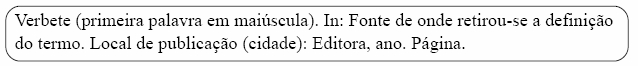 Verbete (primeira palavra em maiúscula). In: Fonte de onde retirou-se a definição
do termo. Local de publicação (cidade): Editora, ano. Página.